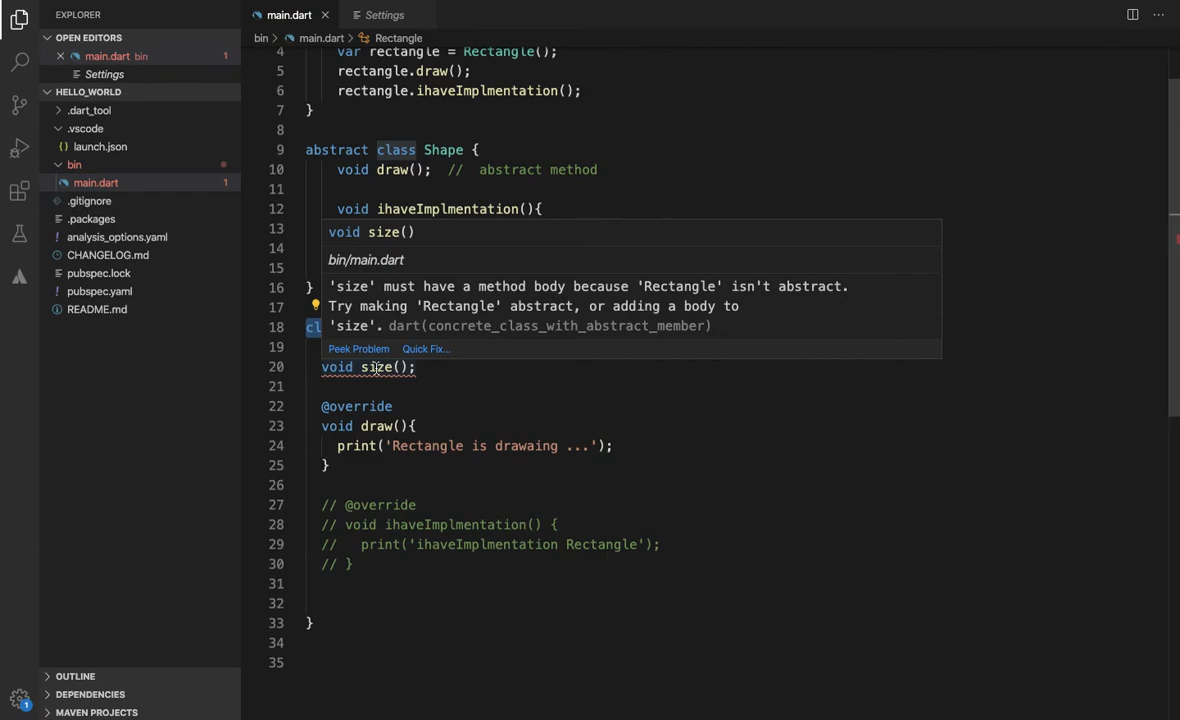 EXPLORER
OPEN EDITORS
main.dart bin 1
Settings
HELLO_WORLD
.dart_tool
.vscode
launch.json
bin
main.dart 1
.gitignore
.packages
! analysis_options.yaml
CHANGELOG.md
pubspec.lock
! pubspec.yaml
README.md
OUTLINE
DEPENDENCIES
MAVEN PROJECTS
1
main.dart
Settings
bin > main.dart > Rectangle
4 var rectangle = Rectangle();
5 rectangle.draw();
6 rectangle.ihaveImplmentation();
7 }
8
9 abstract class Shape {
10 void draw(); // abstract method
11
12 void ihaveImplmentation(){
13
14
15
16 }
17
18 cl
19
20 void size();
21
22 @override
23 void draw(){
24 print('Rectangle is drawaing ...');
25 }
26
27 // @override
28 // void ihaveImplmentation() {
29 // print('ihaveImplmentation Rectangle');
30 // }
31
32
33 }
34
35
void size()
bin/main.dart
'size' must have a method body because 'Rectangle' isn't abstract.
Try making 'Rectangle' abstract, or adding a body to
'size'. dart(concrete_class_with_abstract_member)
Peek Problem Quick Fix...